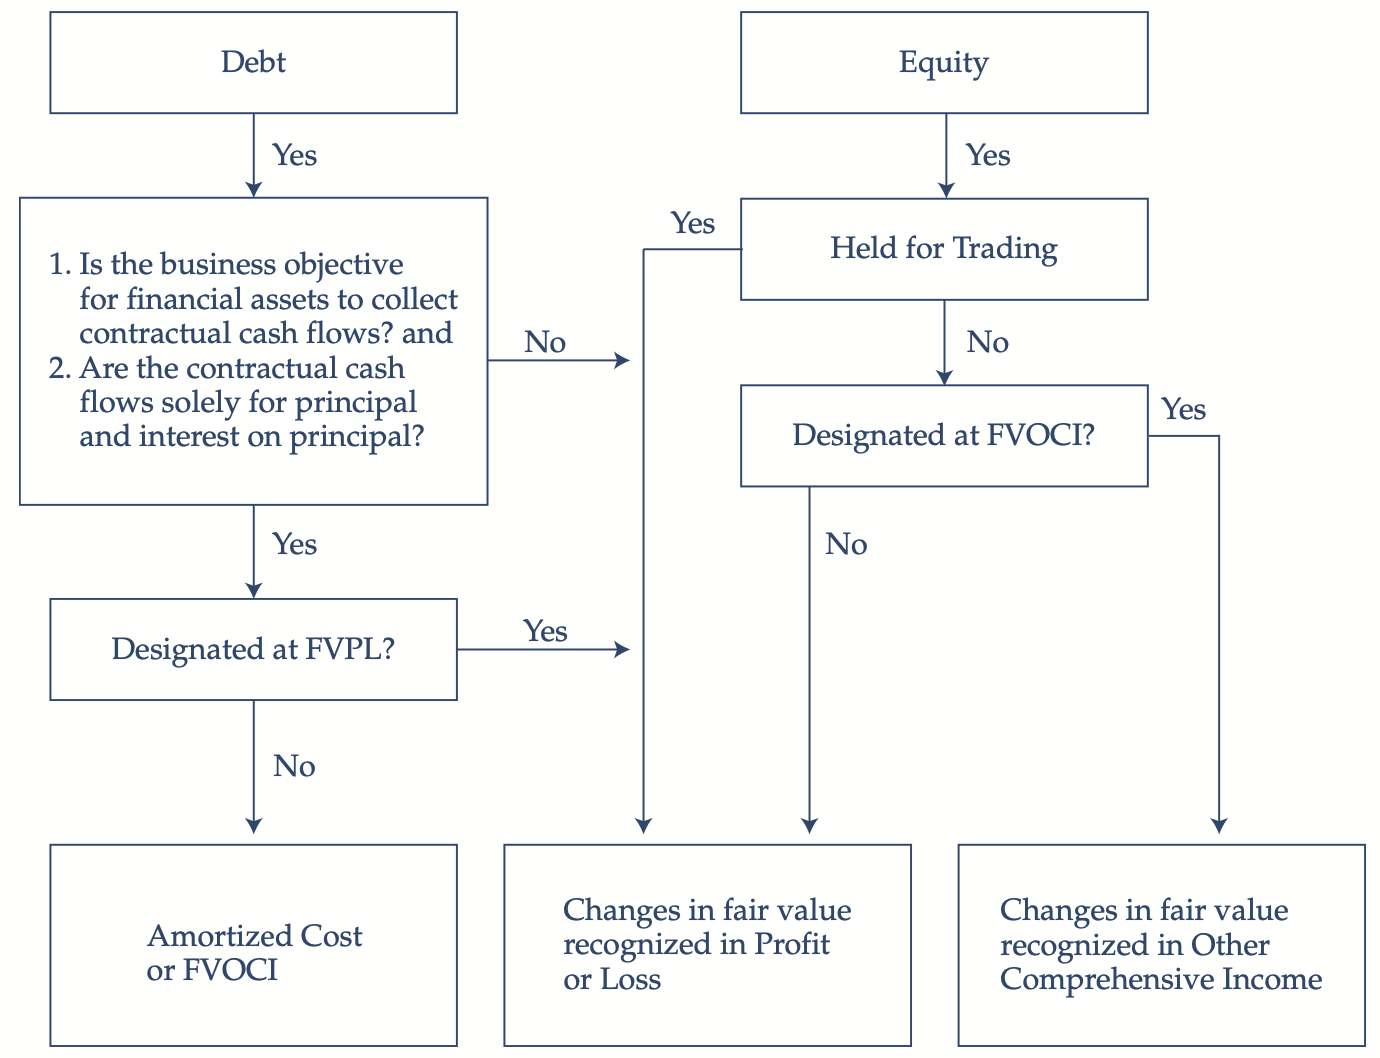 Debt
Equity
Yes
Yes
1. Is the business objective
for financial assets to collect
contractual cash flows? and
2. Are the contractual cash
flows solely for principal
and interest on principal?
Yes
Held for Trading
No
No
Designated at FVOCI?
Yes
Yes
No
Designated at FVPL?
Yes
No
Amortized Cost
or FVOCI
Changes in fair value
recognized in Profit
or Loss
Changes in fair value
recognized in Other
Comprehensive Income